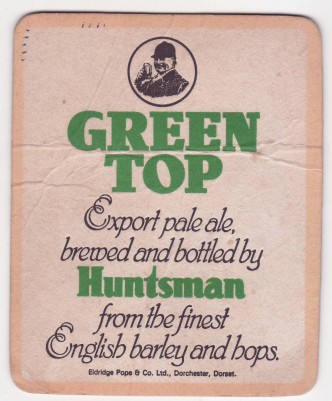 GREEN
TOP
Export pale ale,
brewed and bottled by
Huntsman
from the finest
English barley and hops.
Eldridge Pope & Co. Ltd., Dorchester, Dorset.